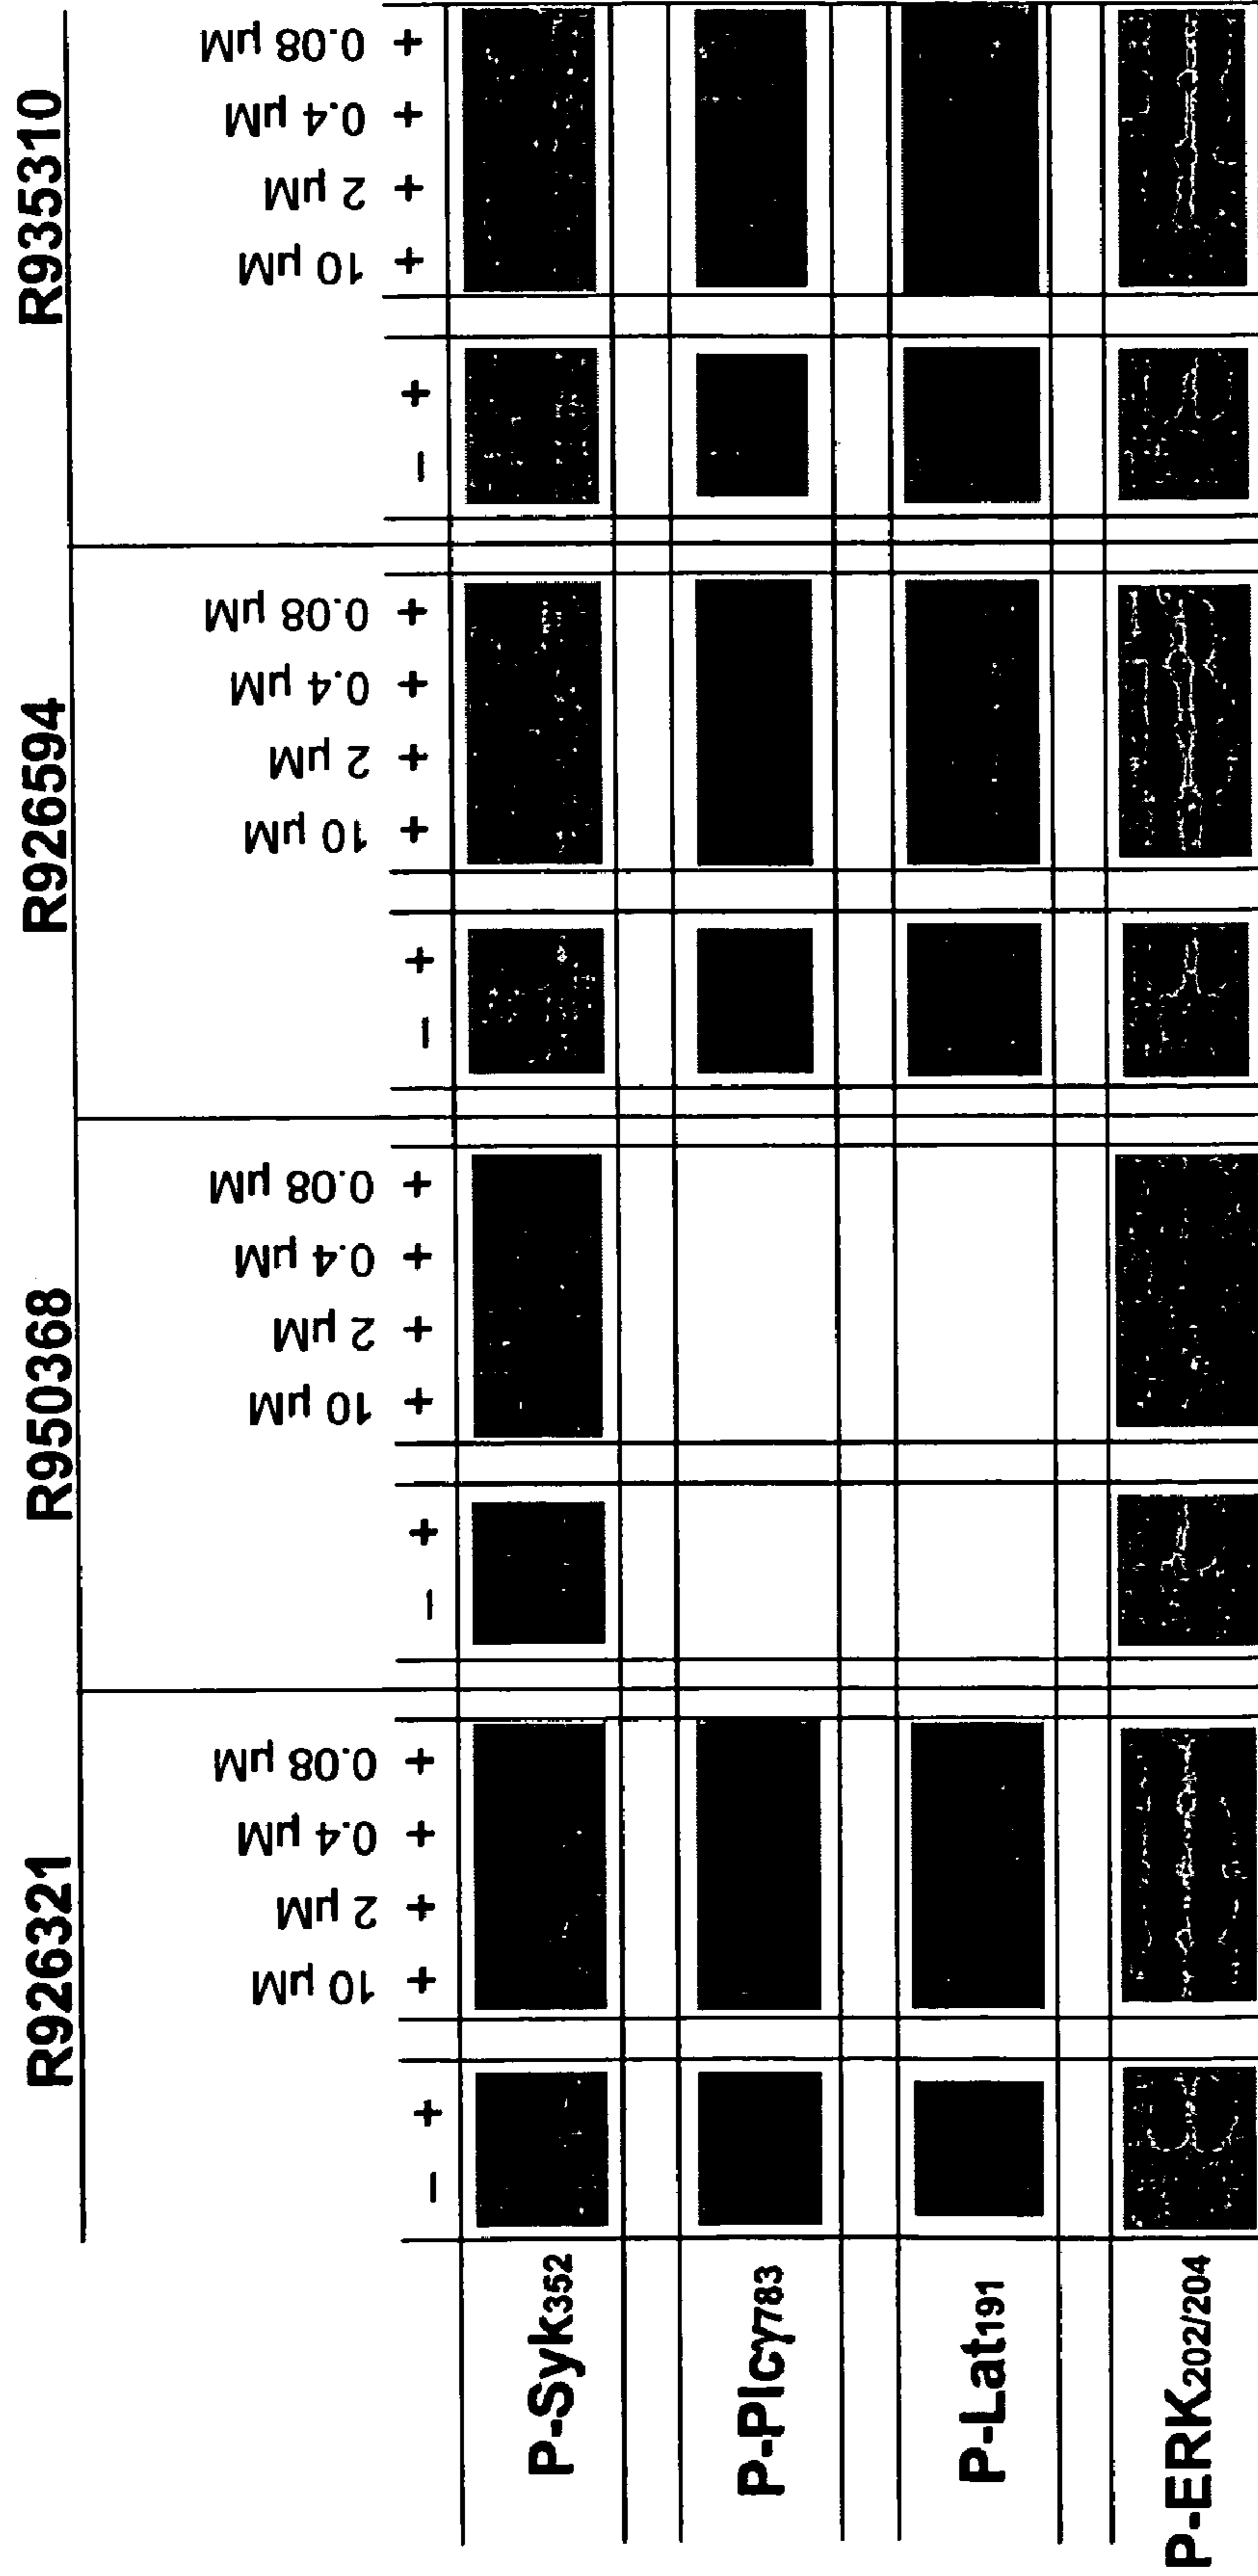 R926321 R950368 R926594 R935310
10 µM 2 µM 0.4 µM 0.08 µM 10 µM 2 µM 0.4 µM 0.08 µM 10 µM 2 µM 0.4 µM 0.08 µM 10 µM 2 µM 0.4 µM 0.08 µM
− + + + + + − + + + + + − + + + + + − + + + + +
P-Syk352
P-Plcγ783
P-Lat191
P-ERK202/204